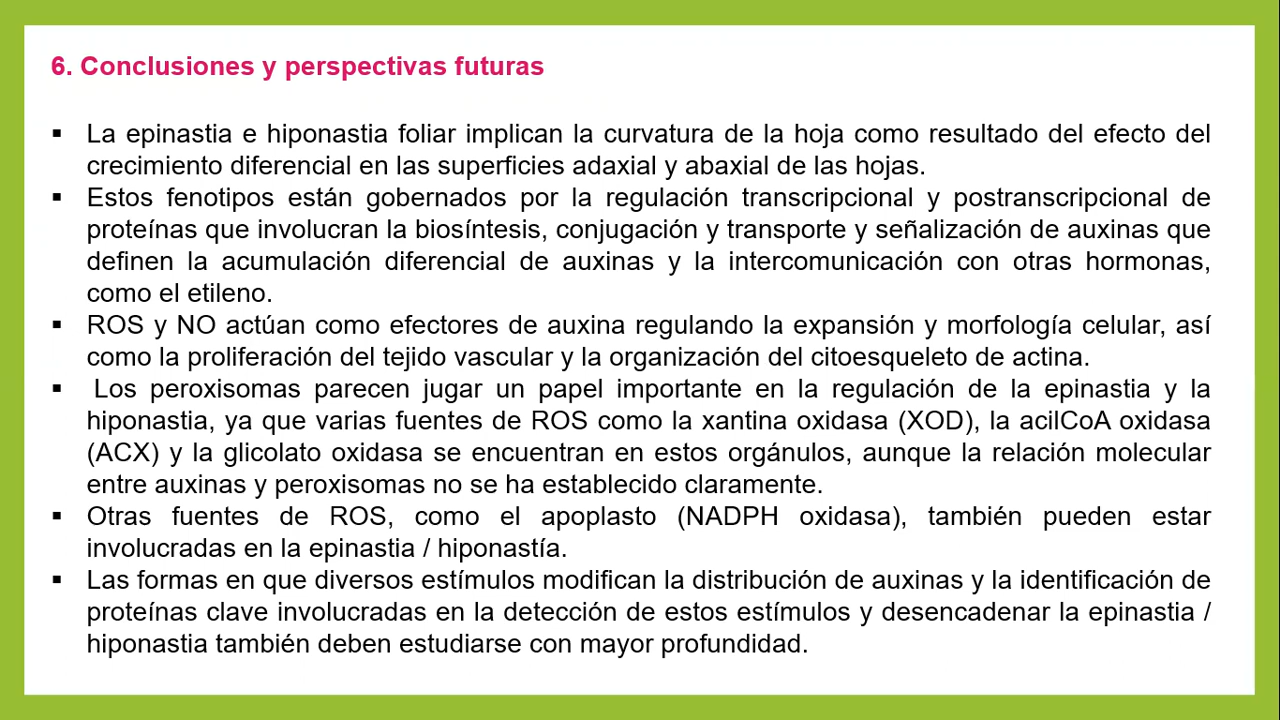 6. Conclusiones y perspectivas futuras
▪ La epinastia e hiponastia foliar implican la curvatura de la hoja como resultado del efecto del
crecimiento diferencial en las superficies adaxial y abaxial de las hojas.
▪ Estos fenotipos están gobernados por la regulación transcripcional y postranscripcional de
proteínas que involucran la biosíntesis, conjugación y transporte y señalización de auxinas que
definen la acumulación diferencial de auxinas y la intercomunicación con otras hormonas,
como el etileno.
▪ ROS y NO actúan como efectores de auxina regulando la expansión y morfología celular, así
como la proliferación del tejido vascular y la organización del citoesqueleto de actina.
▪ Los peroxisomas parecen jugar un papel importante en la regulación de la epinastia y la
hiponastia, ya que varias fuentes de ROS como la xantina oxidasa (XOD), la acilCoA oxidasa
(ACX) y la glicolato oxidasa se encuentran en estos orgánulos, aunque la relación molecular
entre auxinas y peroxisomas no se ha establecido claramente.
▪ Otras fuentes de ROS, como el apoplasto (NADPH oxidasa), también pueden estar
involucradas en la epinastia / hiponastía.
▪ Las formas en que diversos estímulos modifican la distribución de auxinas y la identificación de
proteínas clave involucradas en la detección de estos estímulos y desencadenar la epinastia /
hiponastia también deben estudiarse con mayor profundidad.